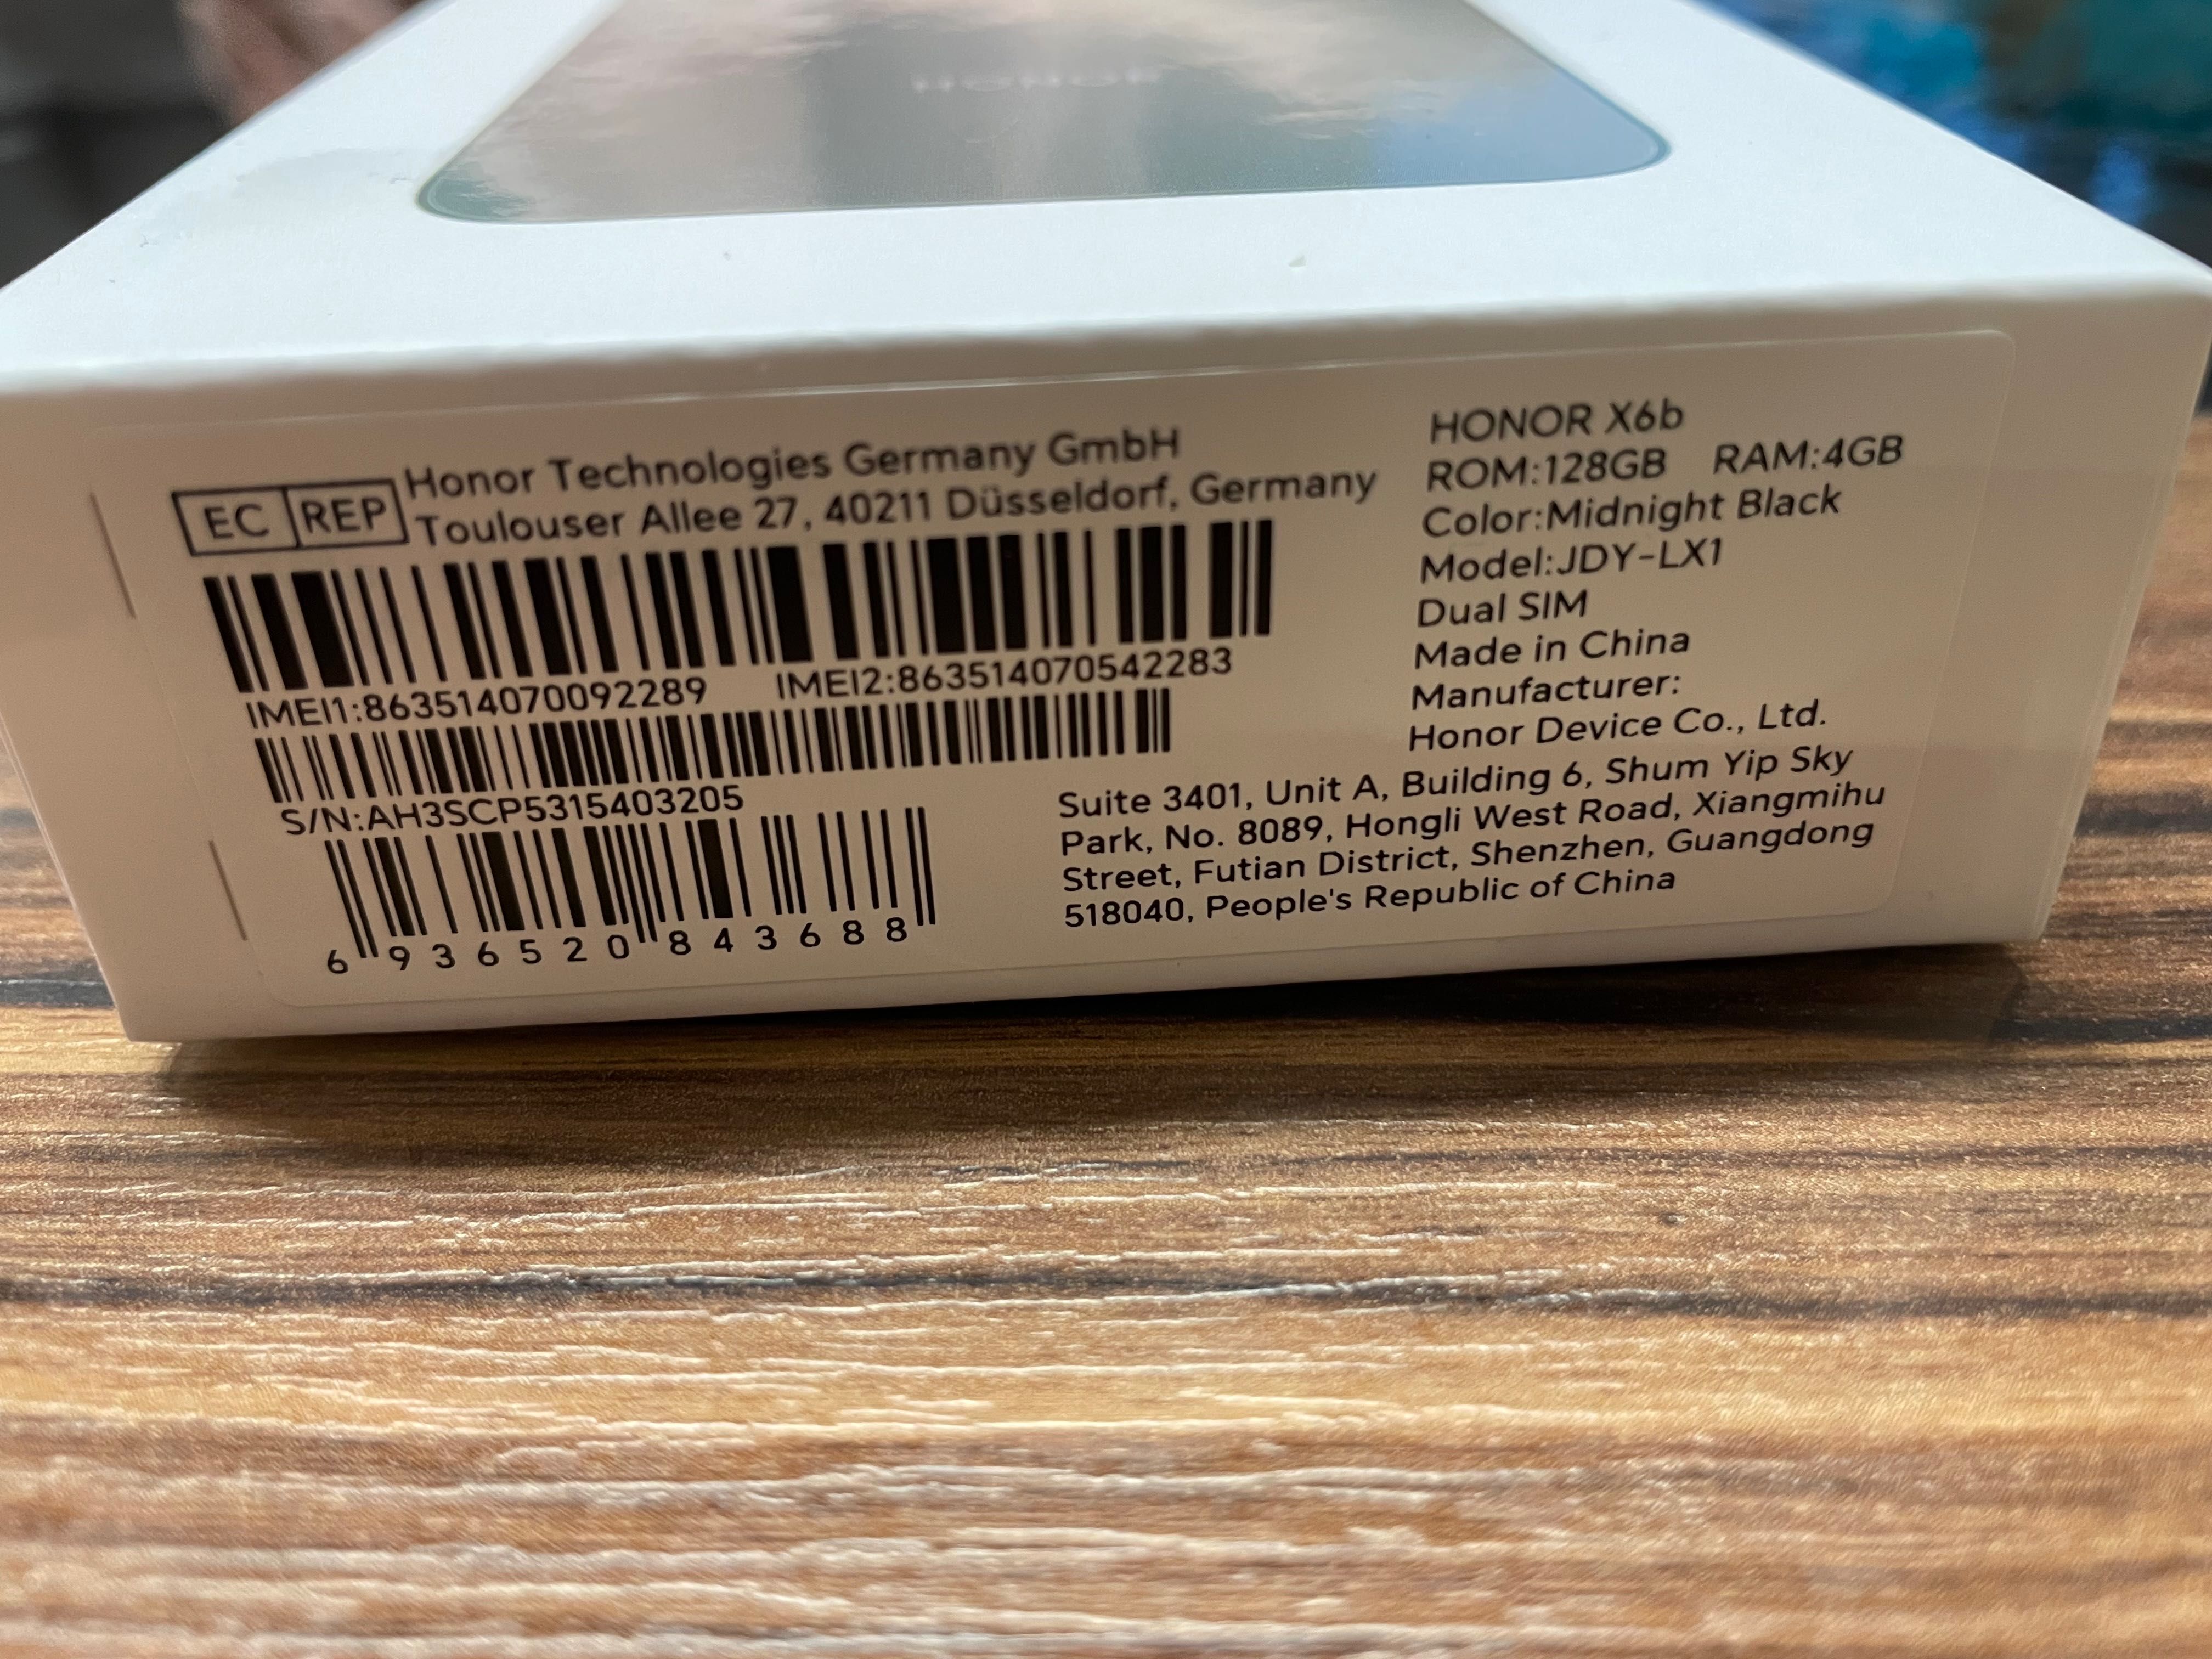 HONOR
EC REP
Honor Technologies Germany GmbH
Toulouser Allee 27, 40211 Düsseldorf, Germany
IMEI1:863514070092289 IMEI2:863514070542283
S/N:AH3SCP5315403205
6 936520 843688
HONOR X6b
ROM:128GB RAM:4GB
Color:Midnight Black
Model:JDY-LX1
Dual SIM
Made in China
Manufacturer:
Honor Device Co., Ltd.
Suite 3401, Unit A, Building 6, Shum Yip Sky
Park, No. 8089, Hongli West Road, Xiangmihu
Street, Futian District, Shenzhen, Guangdong
518040, People's Republic of China